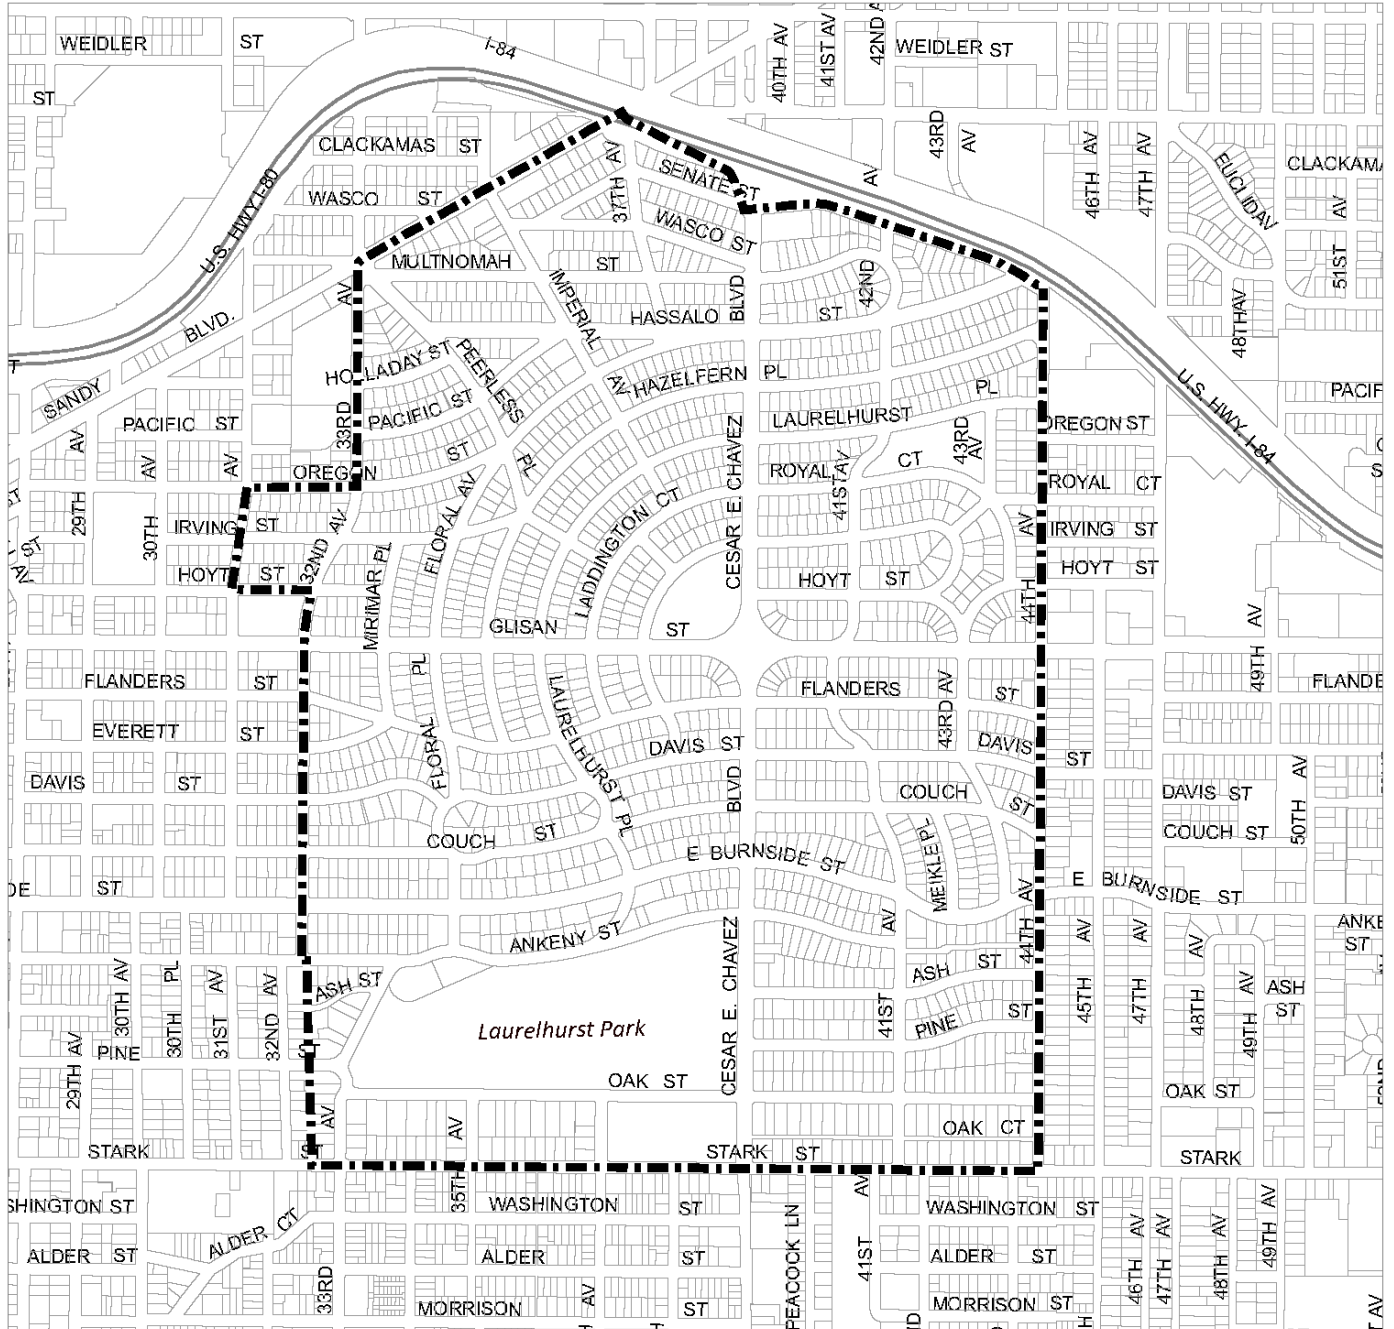 WEIDLER ST
I-84
40TH AV
41ST AV
42ND A
WEIDLER ST
ST
CLACKAMAS ST
37TH AV
SENATE ST
AV
43RD AV
46TH AV
47TH AV
EUCLID AV
CLACKAMA
WASCO ST
WASCO ST
51ST AV
U.S. HWY I-80
MULTNOMAH ST
IMPERIAL AV
BLVD
42ND
48TH AV
AV
HASSALO ST
SANDY BLVD.
HOLLADAY ST
PEERLESS PL
HAZELFERN PL
U.S. HWY. I-84
PACIF
PACIFIC ST
33RD
PACIFIC ST
LAURELHURST PL
OREGON ST
29TH AV
AV
AV
OREGON
ST
CESAR E. CHAVEZ
ROYAL CT
41ST AV
43RD AV
ROYAL CT
30TH
IRVING ST
32ND AV
FLORAL AV
LADDINGTON CT
AV
IRVING ST
ST
AV
HOYT ST
MIRIMAR PL
HOYT ST
44TH
HOYT ST
GLISAN ST
49TH AV
FLANDERS ST
FLORAL PL
LAURELHURST PL
FLANDERS ST
43RD AV
FLANDE
EVERETT ST
DAVIS ST
DAVIS ST
ST
DAVIS ST
BLVD
COUCH ST
DAVIS ST
50TH AV
COUCH ST
COUCH ST
E BURNSIDE ST
MEIKLE PL
DE ST
AV
E BURNSIDE ST
ANKENY ST
AV
44TH
AV
AV
AV
ANKE
ST
30TH AV
30TH PL
31ST AV
32ND AV
ASH ST
CESAR E. CHAVEZ
ASH ST
45TH
47TH
48TH
49TH AV
ASH
ST
Laurelhurst Park
41ST
PINE ST
29TH AV
PINE ST
OAK ST
OAK ST
AV
AV
OAK CT
STARK ST
STARK ST
STARK
SHINGTON ST
35TH
WASHINGTON ST
AV
WASHINGTON ST
49TH AV
ALDER ST
ALDER CT
ALDER ST
PEACOCK LN
41ST
ALDER ST
46TH AV
47TH AV
48TH AV
33RD
MORRISON ST
AV
MORRISON ST
AV